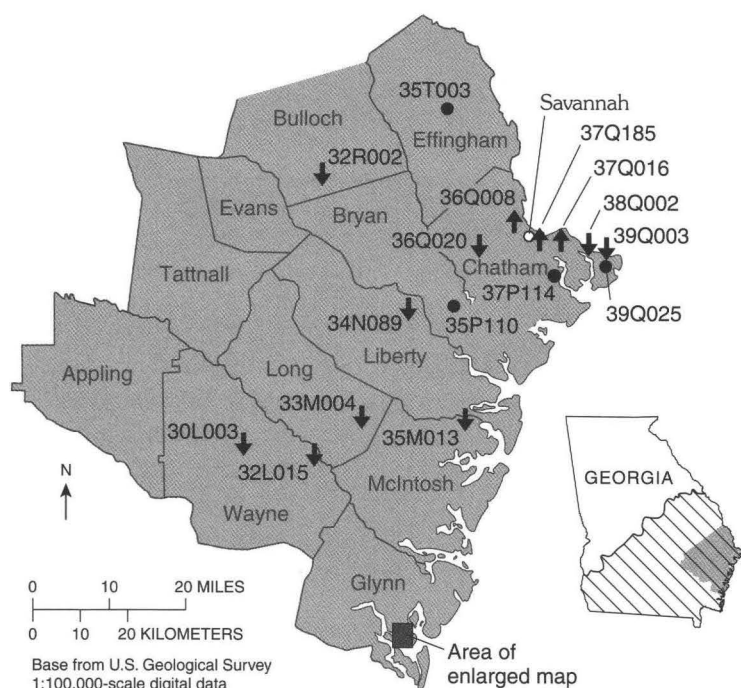 35T003
Savannah
Bulloch
37Q185
Effingham
37Q016
32R002
36Q008
38Q002
Evans
Bryan
39Q003
36Q020
Chatham
Tattnall
37P114
39Q025
34N089
35P110
Liberty
Appling
Long
33M004
30L003
35M013
32L015
McIntosh
GEORGIA
N
Wayne
Glynn
0 10 20 MILES
0 10 20 KILOMETERS
Area of
enlarged map
Base from U.S. Geological Survey
1:100,000-scale digital data